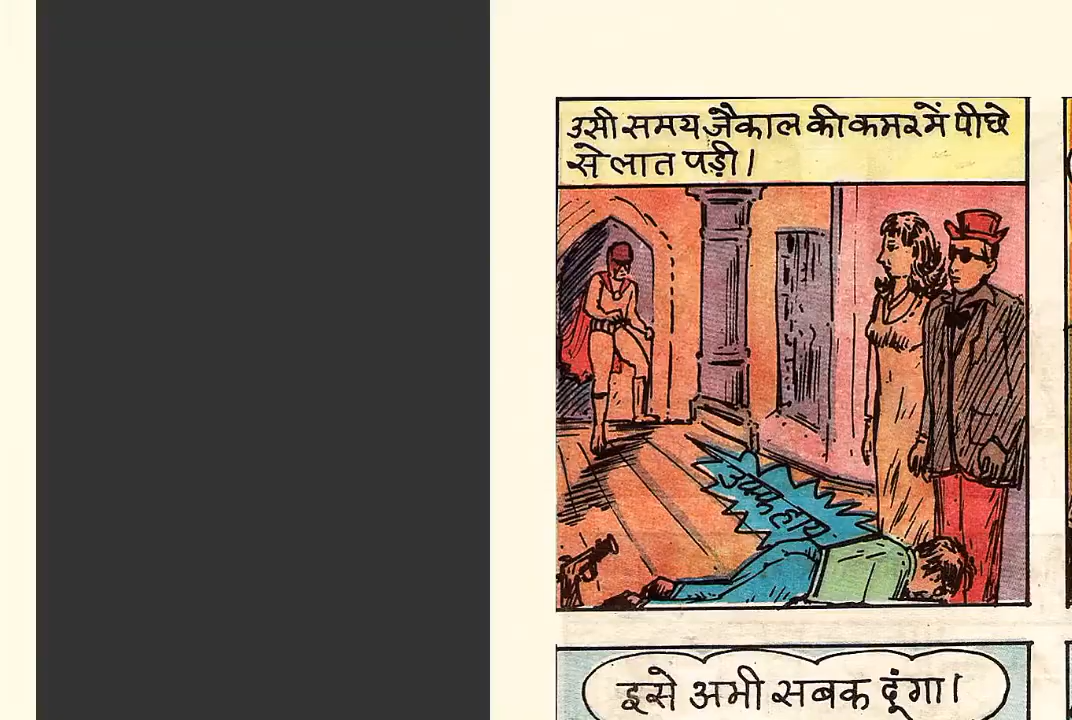 उसी समय जैकाल की कमर में पीछे
से लात पड़ी।
उफ्फ हाय
इसे अभी सबक दूंगा।